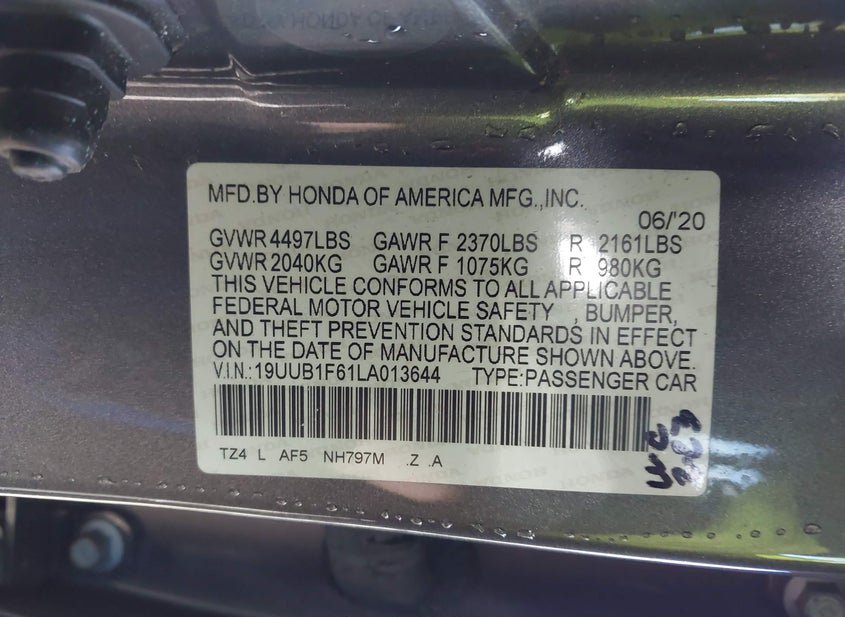 MFD.BY HONDA OF AMERICA MFG.,INC.
06/'20
GVWR 4497LBS GAWR F 2370LBS R 2161LBS
GVWR 2040KG GAWR F 1075KG R 980KG
THIS VEHICLE CONFORMS TO ALL APPLICABLE
FEDERAL MOTOR VEHICLE SAFETY , BUMPER,
AND THEFT PREVENTION STANDARDS IN EFFECT
ON THE DATE OF MANUFACTURE SHOWN ABOVE.
V.I.N.:19UUB1F61LA013644 TYPE:PASSENGER CAR
TZ4 L AF5 NH797M .Z .A